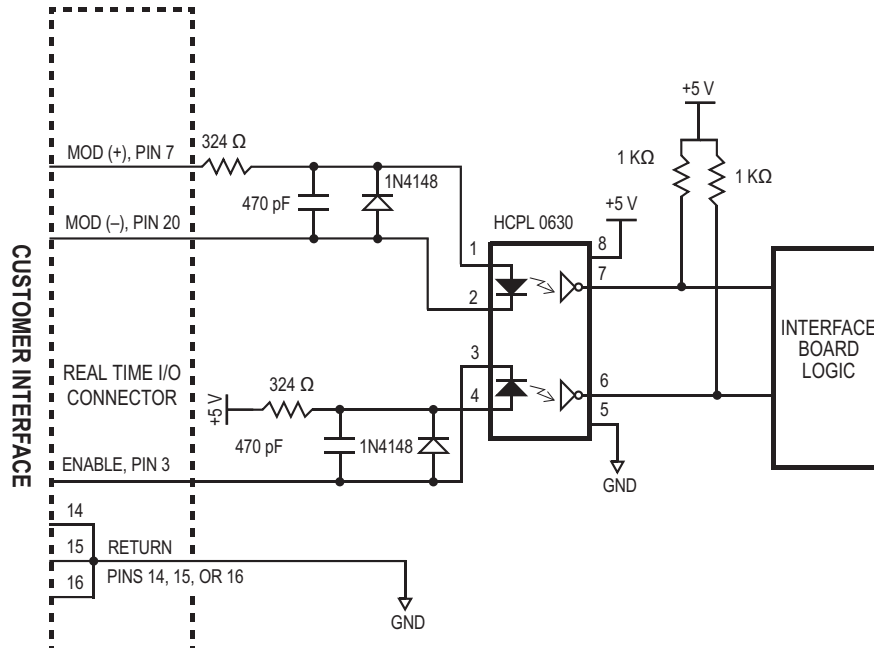 CUSTOMER INTERFACE
MOD (+), PIN 7
324 Ω
470 pF
1N4148
MOD (–), PIN 20
HCPL 0630
1
2
3
4
8
7
6
5
+5 V
+5 V
1 KΩ
1 KΩ
INTERFACE
BOARD
LOGIC
REAL TIME I/O
CONNECTOR
+5 V
324 Ω
470 pF
1N4148
ENABLE, PIN 3
GND
14
15
16
RETURN
PINS 14, 15, OR 16
GND